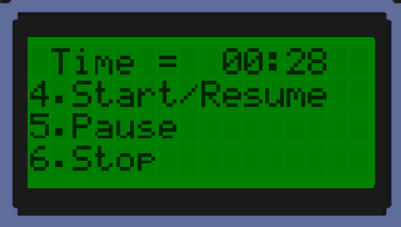 Time = 00:28
4.Start/Resume
5.Pause
6.Stop